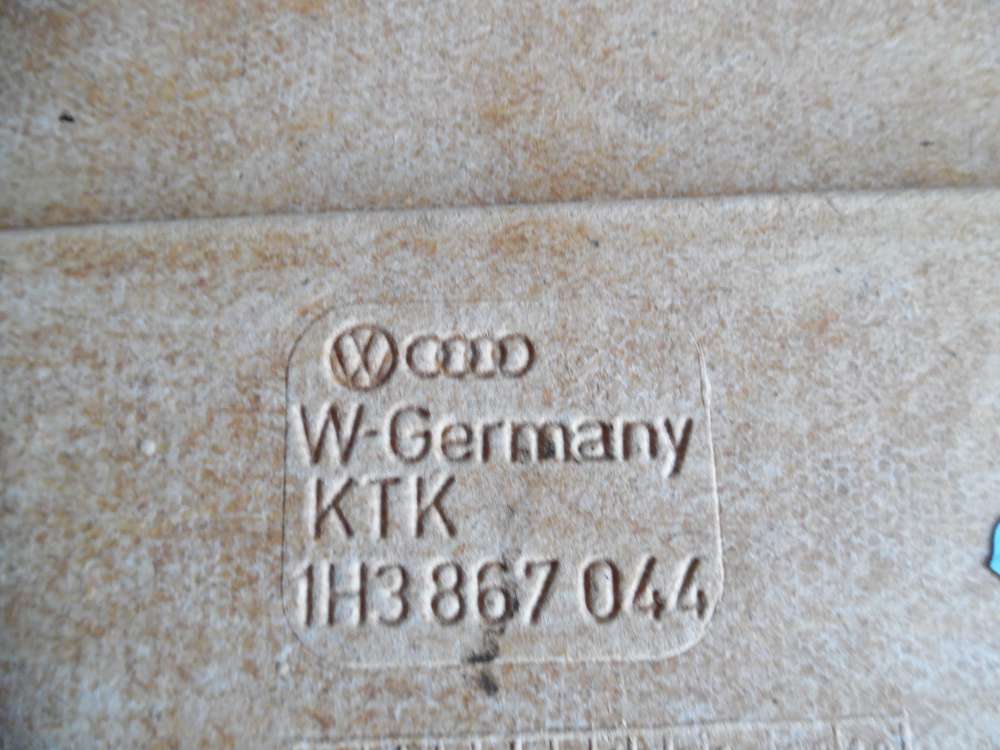 W-Germany
KTK
1H3 867 044